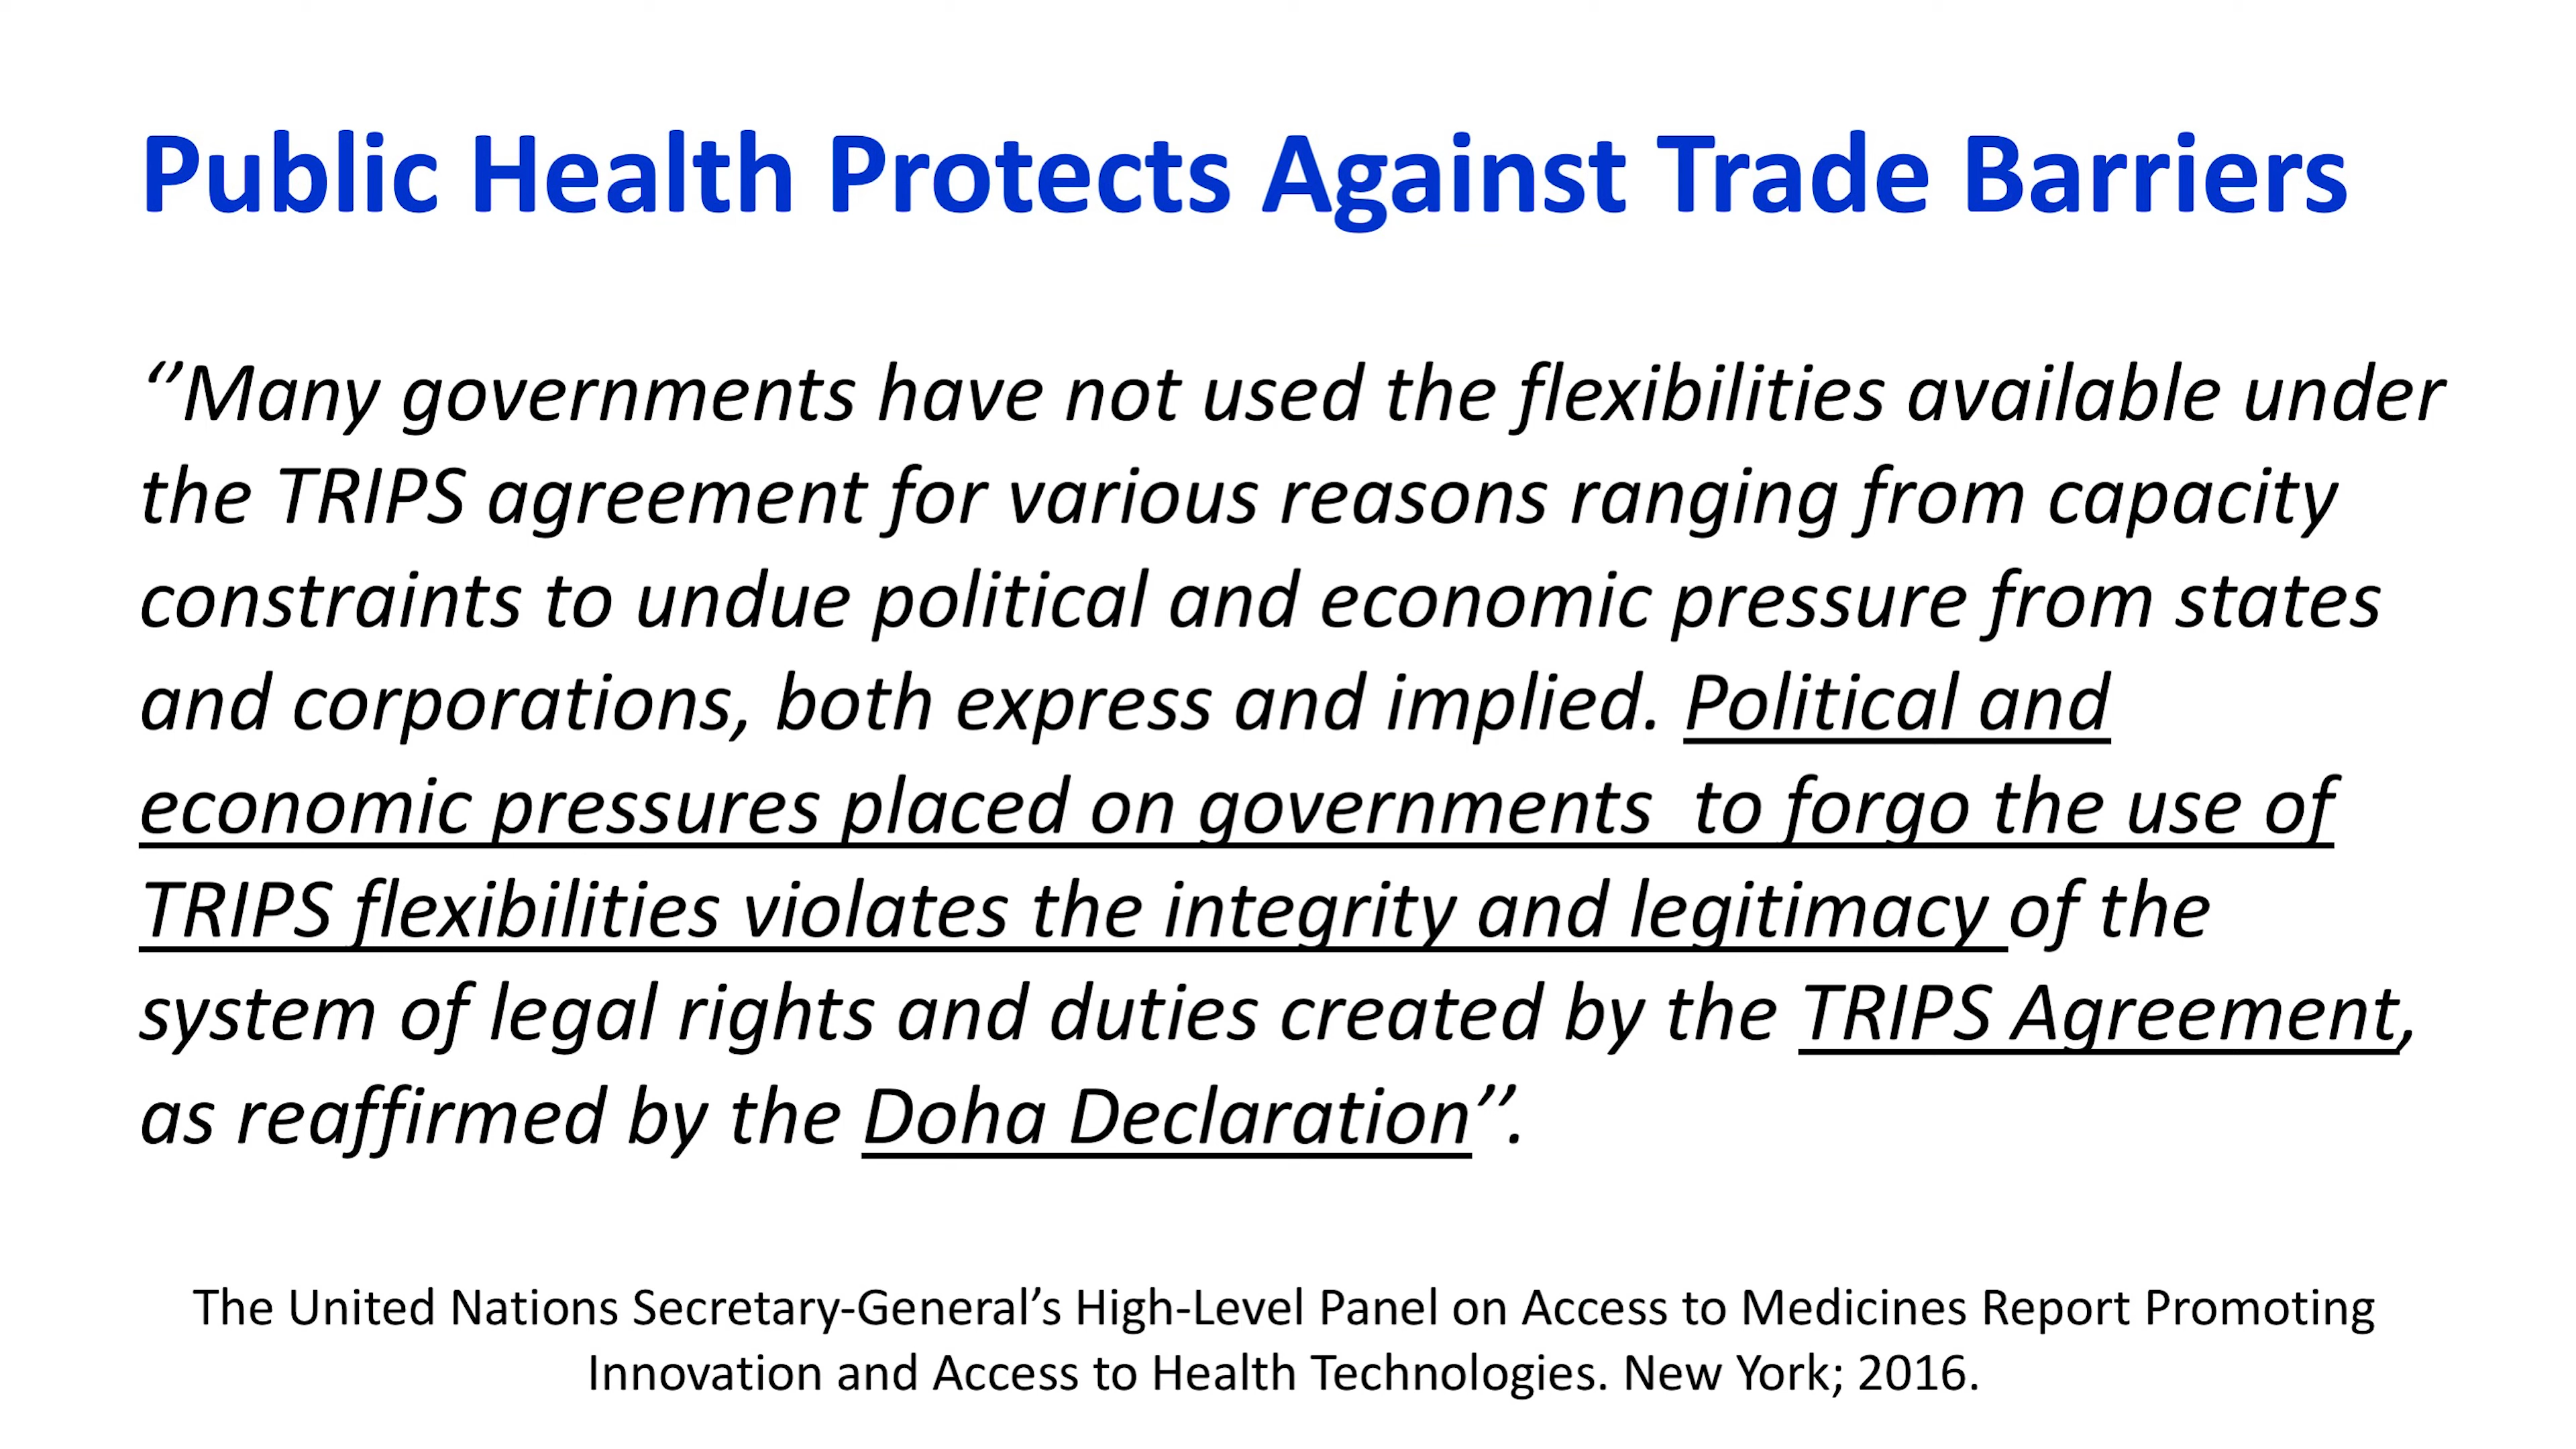 Public Health Protects Against Trade Barriers
‘’Many governments have not used the flexibilities available under
the TRIPS agreement for various reasons ranging from capacity
constraints to undue political and economic pressure from states
and corporations, both express and implied. Political and
economic pressures placed on governments  to forgo the use of
TRIPS flexibilities violates the integrity and legitimacy of the
system of legal rights and duties created by the TRIPS Agreement,
as reaffirmed by the Doha Declaration’’.
The United Nations Secretary-General’s High-Level Panel on Access to Medicines Report Promoting
Innovation and Access to Health Technologies. New York; 2016.